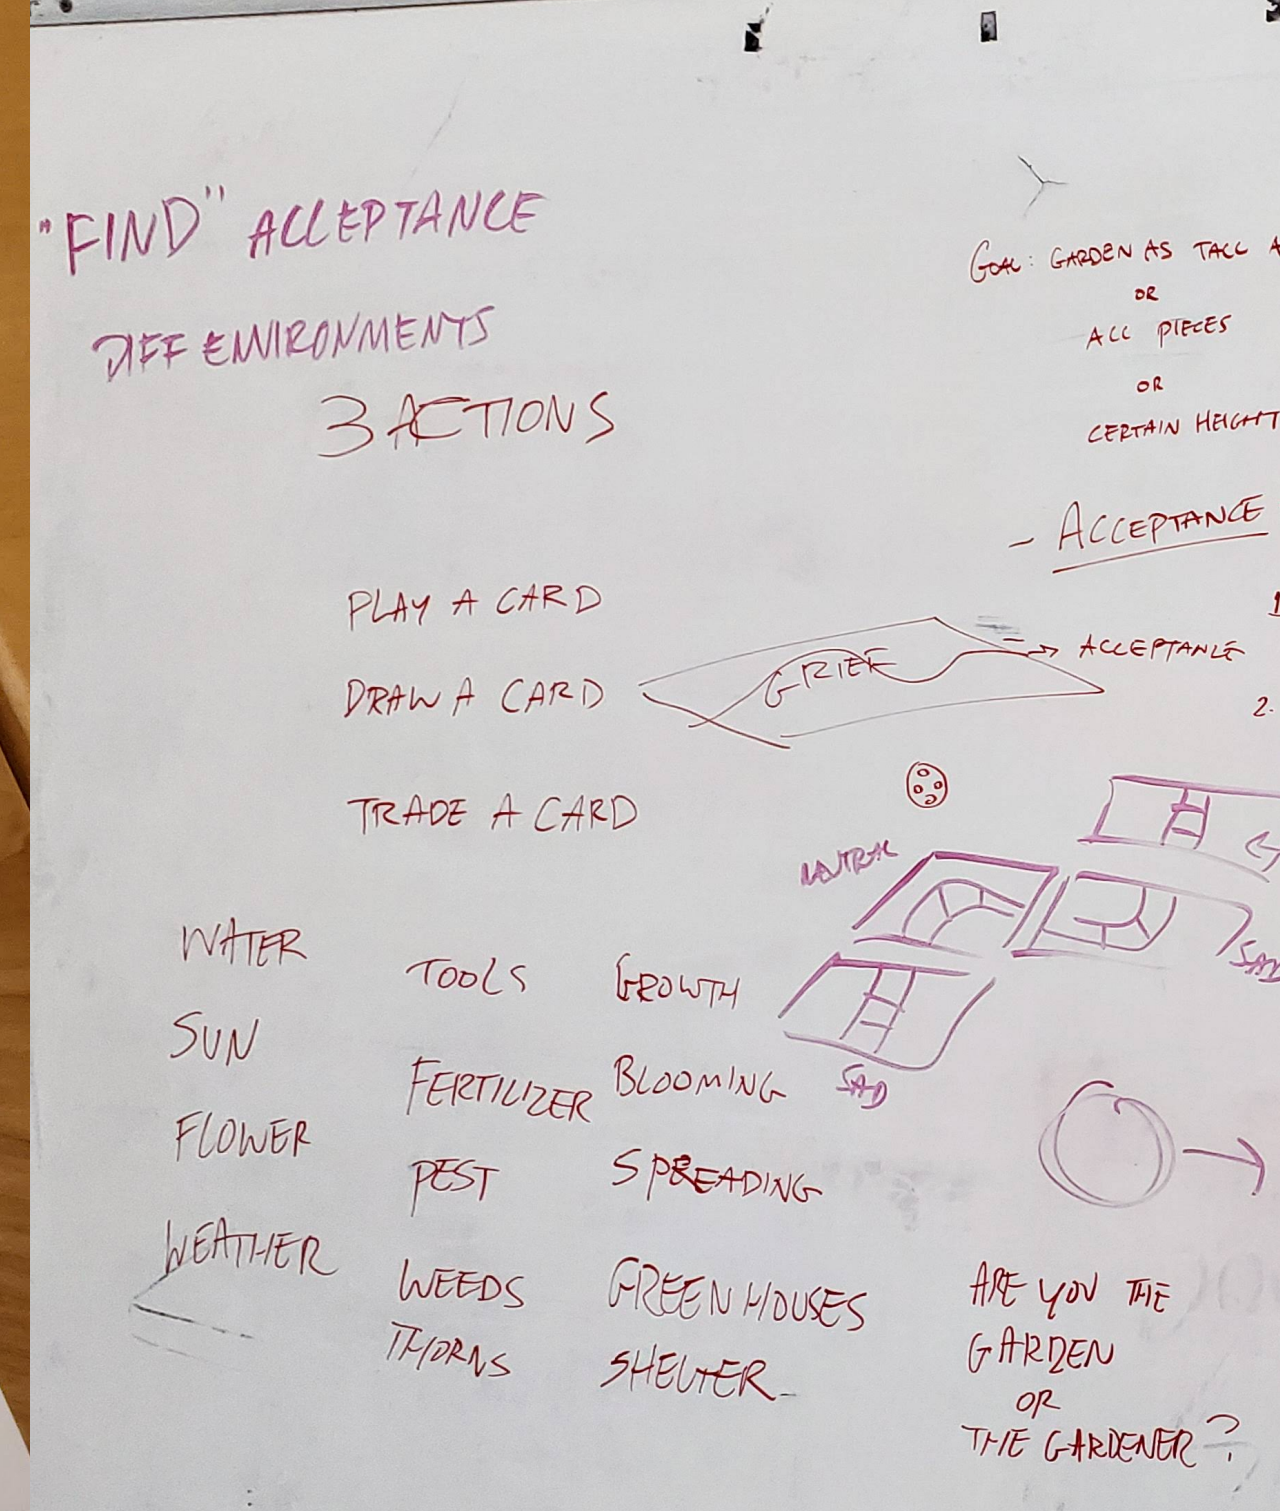 "FIND" ACCEPTANCE
DIFF ENVIRONMENTS
3 ACTIONS
PLAY A CARD
DRAW A CARD
TRADE A CARD
WATER
SUN
FLOWER
WEATHER
TOOLS
FERTILIZER
PEST
WEEDS
THORNS
GROWTH
BLOOMING
SPREADING
GREENHOUSES
SHELTER
GOAL: GARDEN AS TALL A
OR
ALL PIECES
OR
CERTAIN HEIGHT
- ACCEPTANCE
1
GRIEF
ACCEPTANCE
2.
NEUTRAL
SAD
SAD
ARE YOU THE
GARDEN
OR
THE GARDENER?